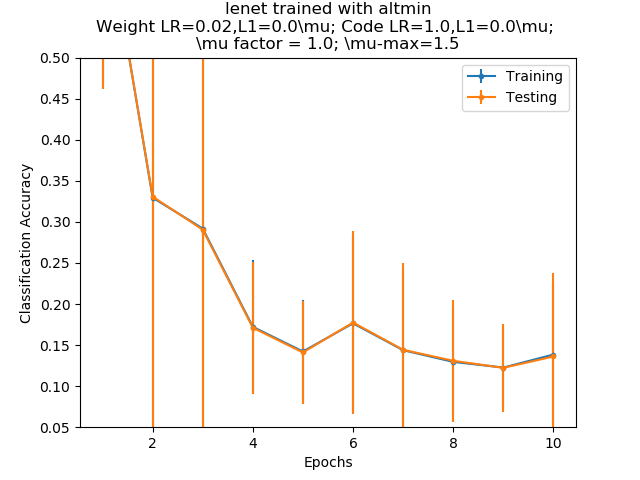 lenet trained with altmin
Weight LR=0.02,L1=0.0\mu; Code LR=1.0,L1=0.0\mu;
\mu factor = 1.0; \mu-max=1.5
Training
Testing
0.50
0.45
0.40
0.35
0.30
0.25
0.20
0.15
0.10
0.05
Classification Accuracy
2
4
6
8
10
Epochs